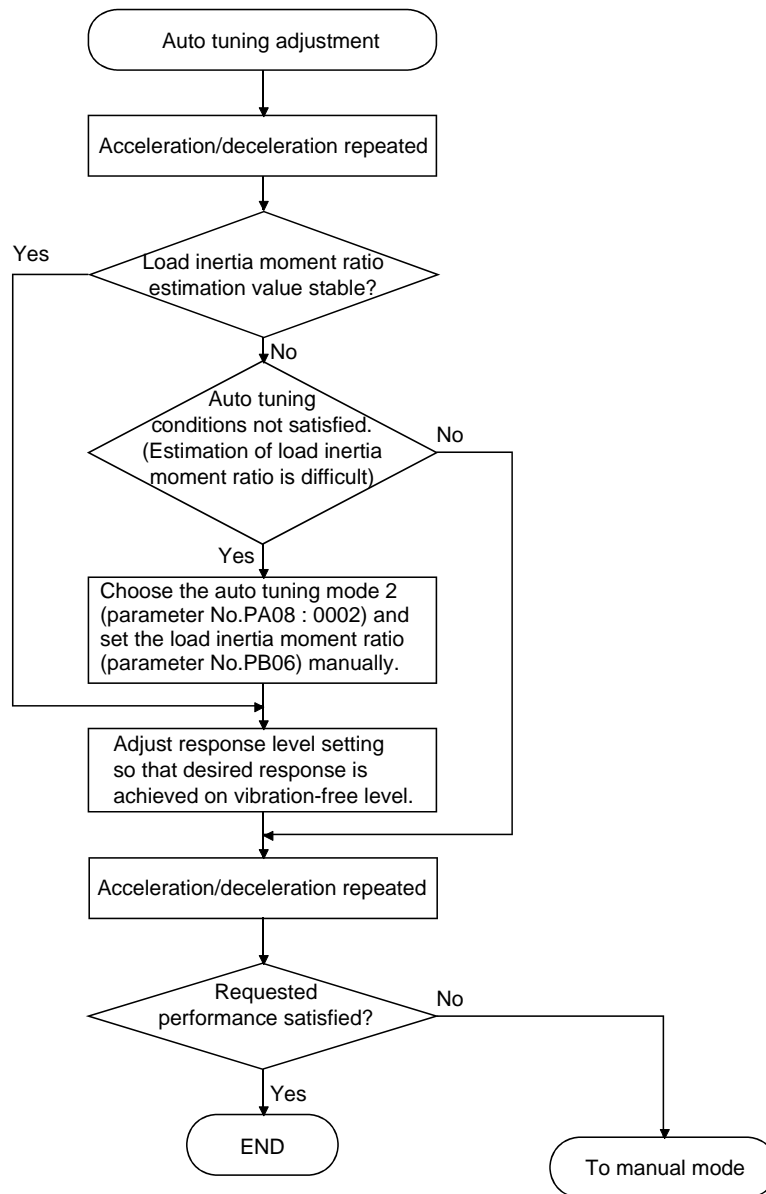 Auto tuning adjustment
Acceleration/deceleration repeated
Yes
Load inertia moment ratio
estimation value stable?
No
Auto tuning
conditions not satisfied.
(Estimation of load inertia
moment ratio is difficult)
No
Yes
Choose the auto tuning mode 2
(parameter No.PA08 : 0002) and
set the load inertia moment ratio
(parameter No.PB06) manually.
Adjust response level setting
so that desired response is
achieved on vibration-free level.
Acceleration/deceleration repeated
Requested
performance satisfied?
No
Yes
END
To manual mode